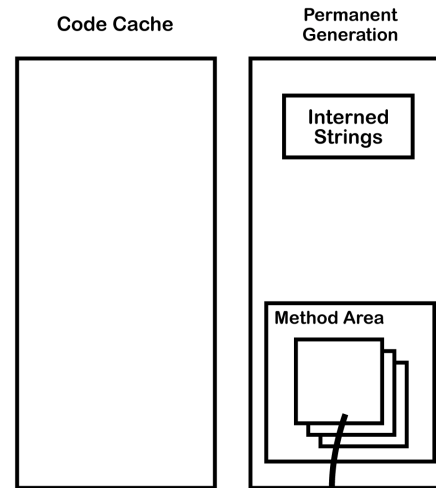 Code Cache
Permanent
Generation
Interned
Strings
Method Area